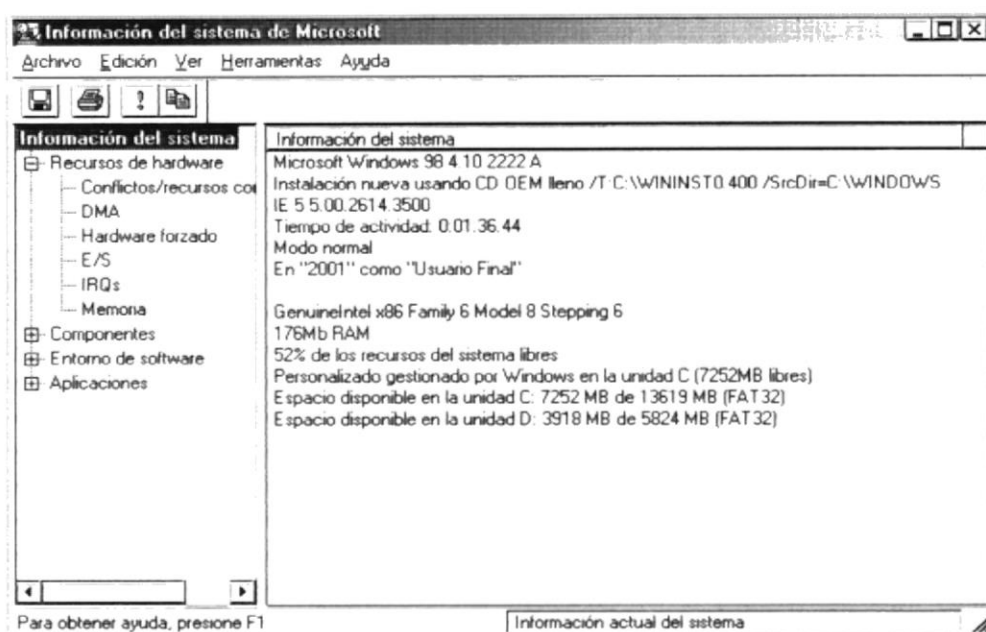 Información del sistema de Microsoft
Archivo Edición Ver Herramientas Ayuda
Información del sistema
Recursos de hardware
Conflictos/recursos con
DMA
Hardware forzado
E/S
IRQs
Memoria
Componentes
Entorno de software
Aplicaciones
Información del sistema
Microsoft Windows 98 4.10.2222 A
Instalación nueva usando CD OEM lleno /T:C:\WININST0.400 /SrcDir=C:\WINDOWS
IE 5 5.00.2614.3500
Tiempo de actividad: 0:01:36:44
Modo normal
En "2001" como "Usuario Final"
GenuineIntel x86 Family 6 Model 8 Stepping 6
176Mb RAM
52% de los recursos del sistema libres
Personalizado gestionado por Windows en la unidad C (7252MB libres)
Espacio disponible en la unidad C: 7252 MB de 13619 MB (FAT32)
Espacio disponible en la unidad D: 3918 MB de 5824 MB (FAT32)
Para obtener ayuda, presione F1
Información actual del sistema